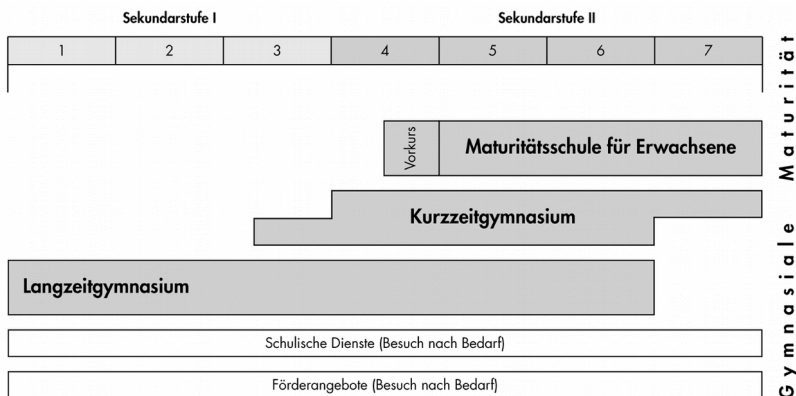 Sekundarstufe I
Sekundarstufe II
1 2 3 4 5 6 7
Vorkurs
Maturitätsschule für Erwachsene
Kurzzeitgymnasium
Langzeitgymnasium
Schulische Dienste (Besuch nach Bedarf)
Förderangebote (Besuch nach Bedarf)
Gymnasiale Maturität